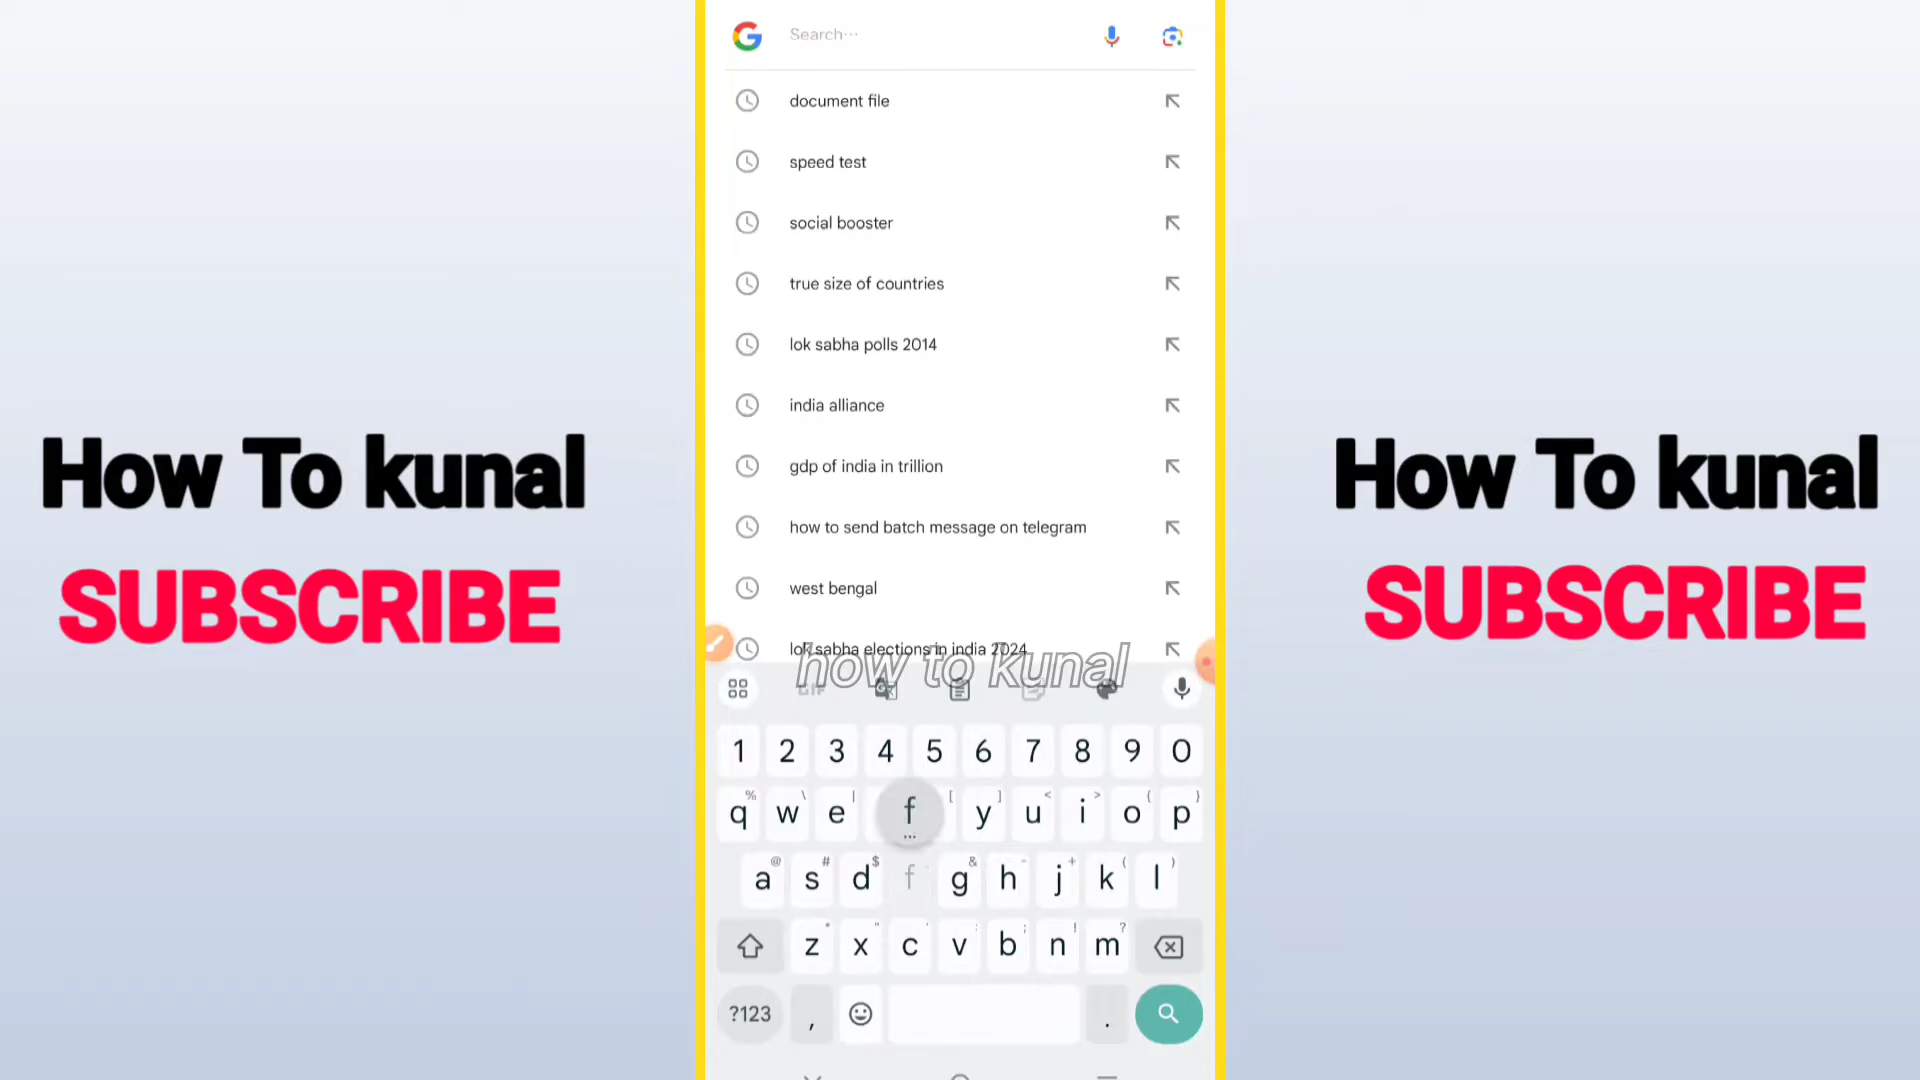 Search...
document file
speed test
social booster
true size of countries
lok sabha polls 2014
india alliance
gdp of india in trillion
how to send batch message on telegram
west bengal
lok sabha elections in india 2024
how to kunal
How To kunal
SUBSCRIBE
How To kunal
SUBSCRIBE
GIF
1 2 3 4 5 6 7 8 9 0
q w e f y u i o p
a s d f g h j k l
z x c v b n m
?123 , .